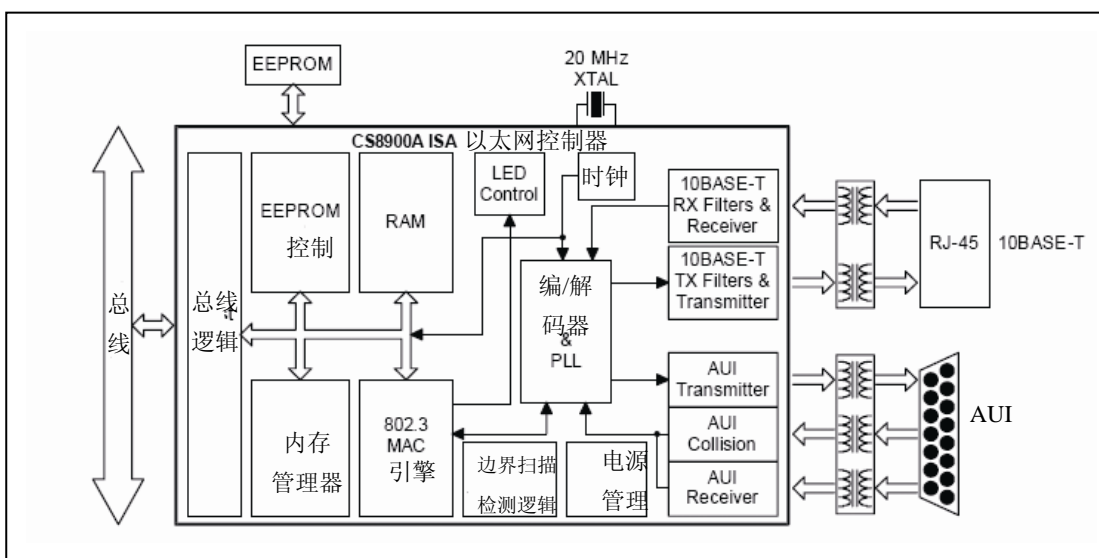 EEPROM
20 MHz
XTAL
CS8900A ISA 以太网控制器
总
线
总线
逻辑
EEPROM
控制
RAM
LED
Control
时钟
10BASE-T
RX Filters &
Receiver
10BASE-T
TX Filters &
Transmitter
RJ-45
10BASE-T
编/解
码器
&
PLL
内存
管理器
802.3
MAC
引擎
边界扫描
检测逻辑
电源
管理
AUI
Transmitter
AUI
Collision
AUI
Receiver
AUI